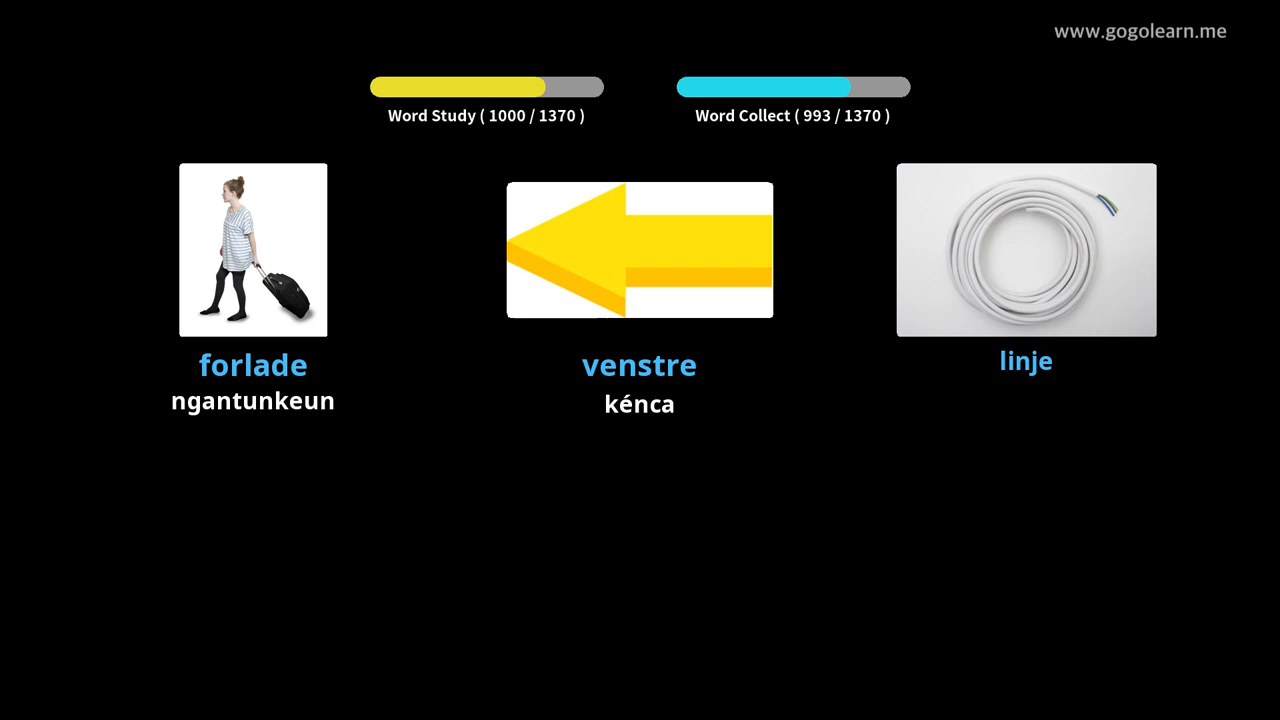 www.gogolearn.me
Word Study ( 1000 / 1370 )
Word Collect ( 993 / 1370 )
forlade
ngantunkeun
venstre
kénca
linje